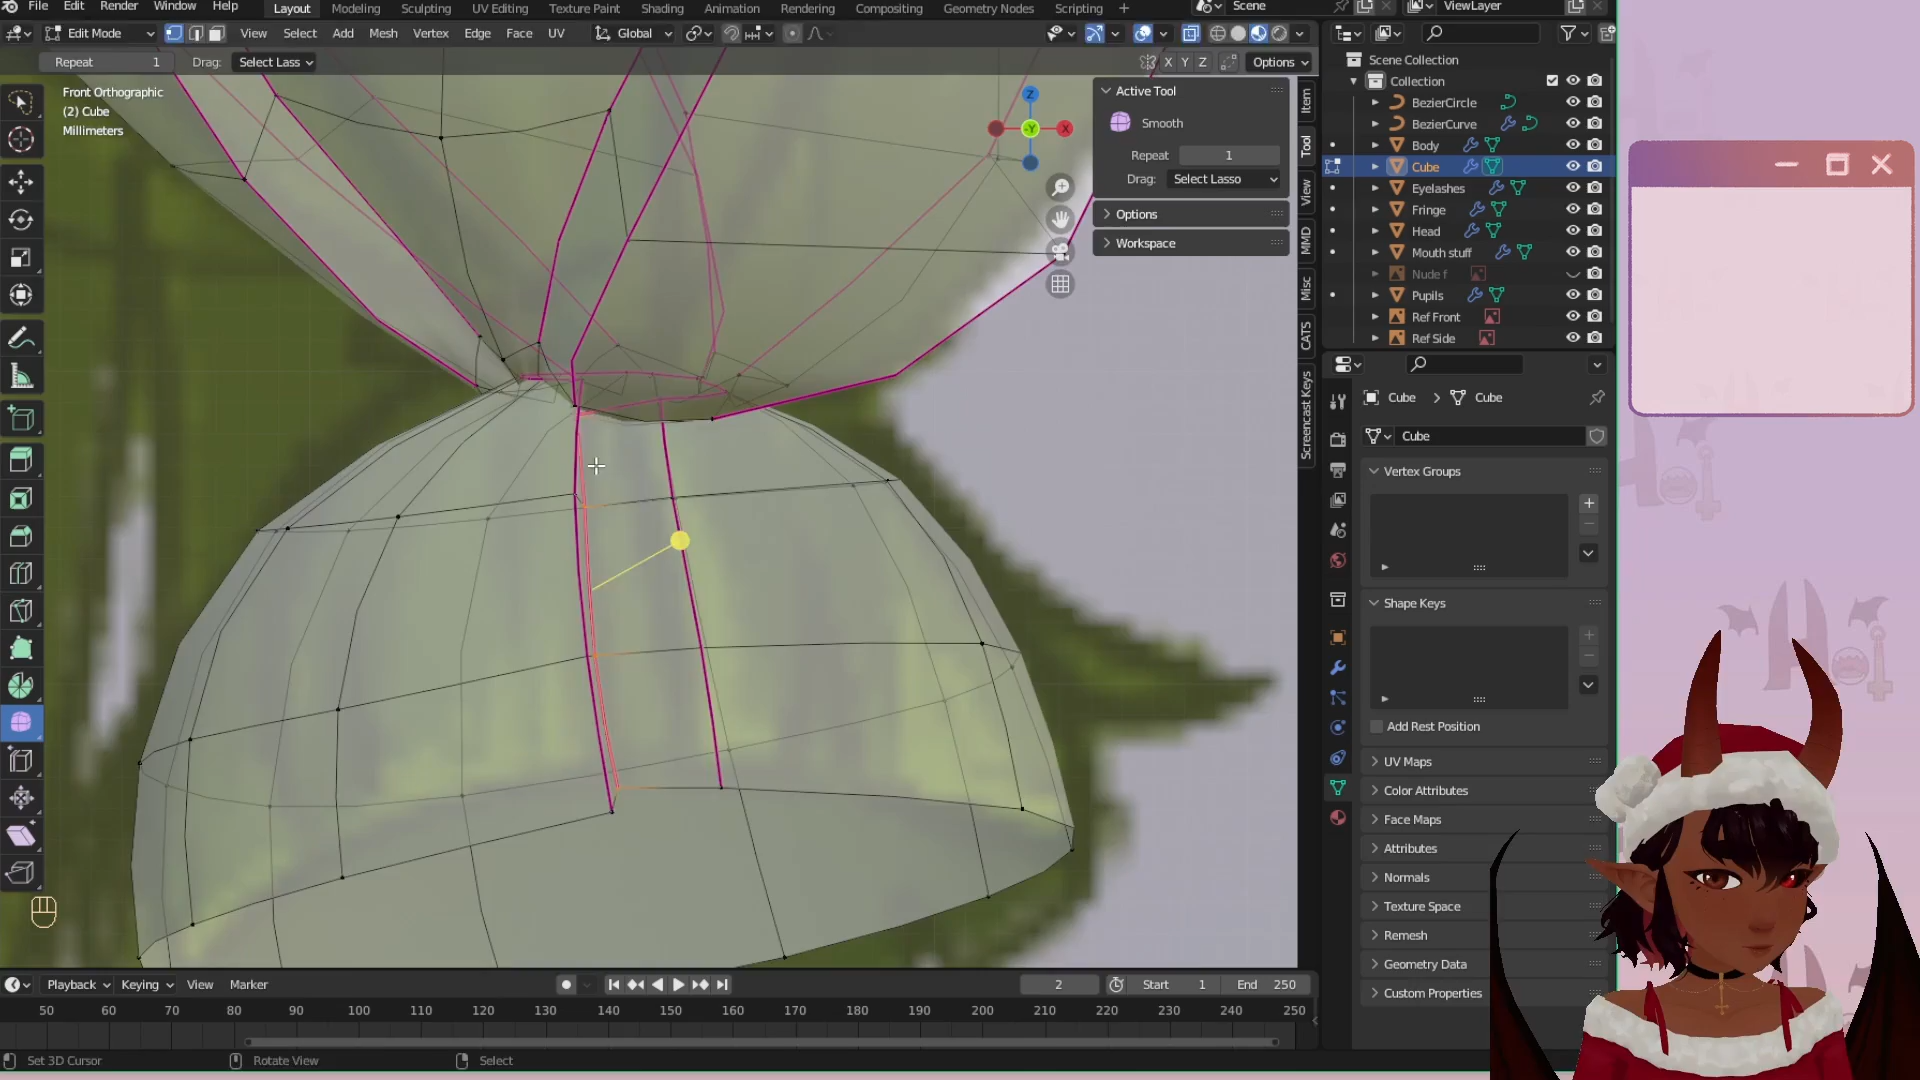 File Edit Render Window Help Layout Modeling Sculpting UV Editing Texture Paint Shading Animation Rendering Compositing Geometry Nodes Scripting + Scene ViewLayer
Edit Mode View Select Add Mesh Vertex Edge Face UV Global
Repeat 1 Drag: Select Lass X Y Z Options
Front Orthographic
(2) Cube
Millimeters
Z
-Y
X
Active Tool
Smooth
Repeat 1
Drag: Select Lasso
Options
Workspace
Item
Tool
View
MMD
Misc
CATS
Screencast Keys
Scene Collection
Collection
BezierCircle
BezierCurve
Body
Cube
Eyelashes
Fringe
Head
Mouth stuff
Nude f
Pupils
Ref Front
Ref Side
Cube > Cube
Cube
Vertex Groups
Shape Keys
Add Rest Position
UV Maps
Color Attributes
Face Maps
Attributes
Normals
Texture Space
Remesh
Geometry Data
Custom Properties
Playback Keying View Marker 2 Start 1 End 250
50 60 70 80 90 100 110 120 130 140 150 160 170 180 190 200 210 220 230 240 250
Set 3D Cursor Rotate View Select